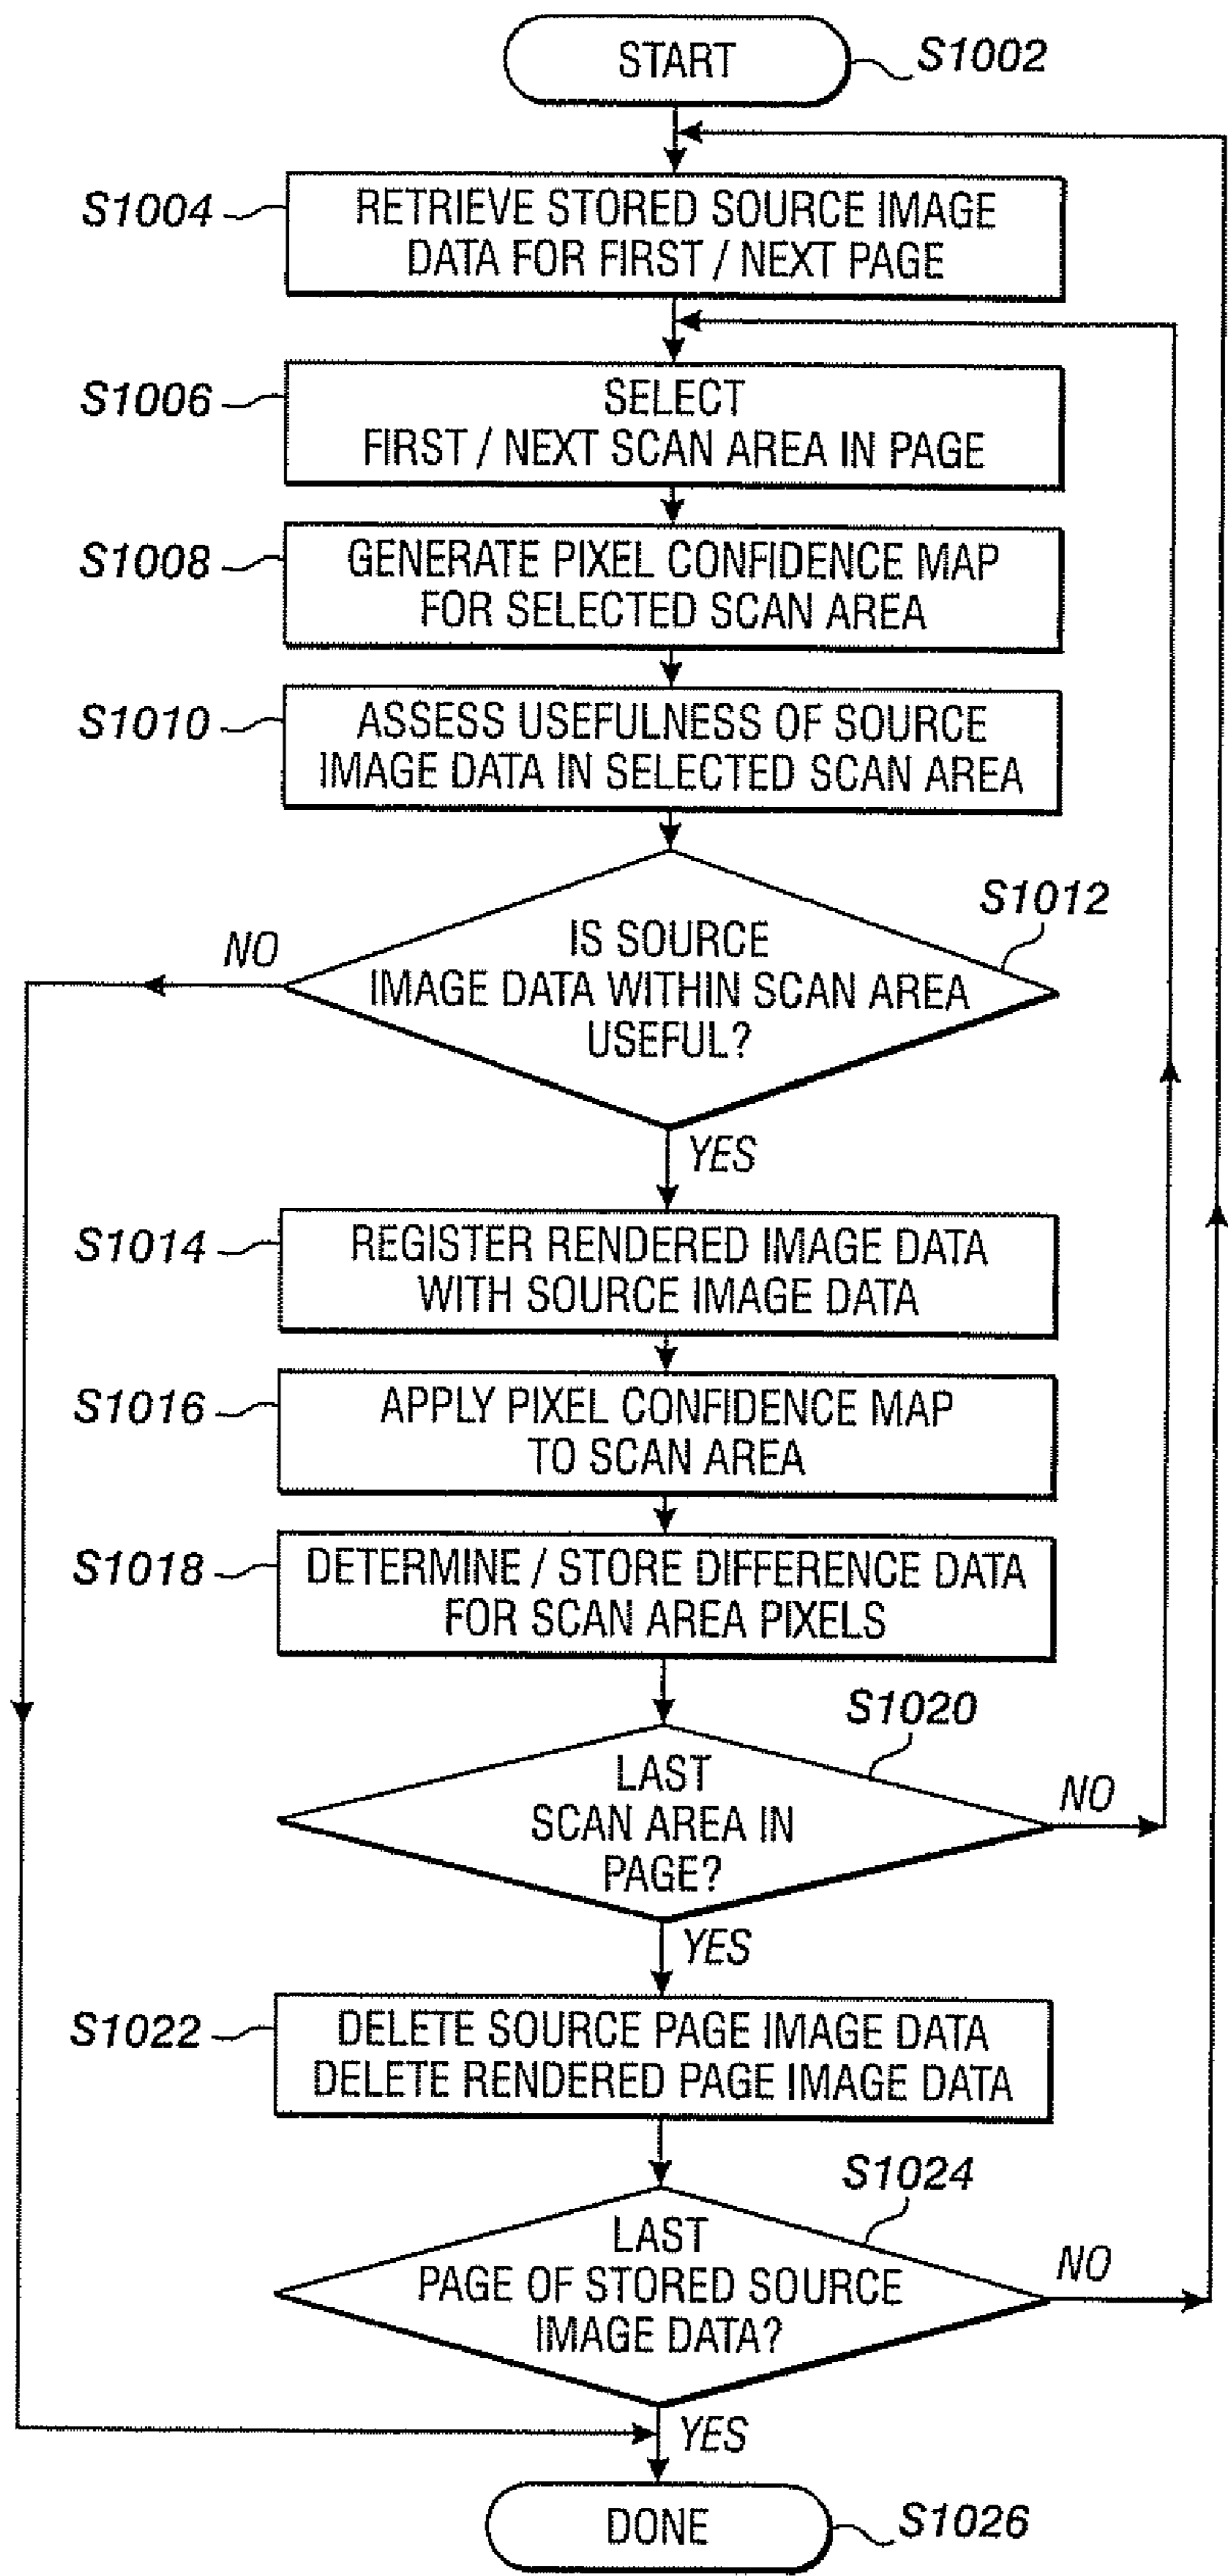 START
S1002
S1004
RETRIEVE STORED SOURCE IMAGE
DATA FOR FIRST / NEXT PAGE
S1006
SELECT
FIRST / NEXT SCAN AREA IN PAGE
S1008
GENERATE PIXEL CONFIDENCE MAP
FOR SELECTED SCAN AREA
S1010
ASSESS USEFULNESS OF SOURCE
IMAGE DATA IN SELECTED SCAN AREA
S1012
NO
IS SOURCE
IMAGE DATA WITHIN SCAN AREA
USEFUL?
YES
S1014
REGISTER RENDERED IMAGE DATA
WITH SOURCE IMAGE DATA
S1016
APPLY PIXEL CONFIDENCE MAP
TO SCAN AREA
S1018
DETERMINE / STORE DIFFERENCE DATA
FOR SCAN AREA PIXELS
S1020
LAST
SCAN AREA IN
PAGE?
NO
YES
S1022
DELETE SOURCE PAGE IMAGE DATA
DELETE RENDERED PAGE IMAGE DATA
S1024
LAST
PAGE OF STORED SOURCE
IMAGE DATA?
NO
YES
DONE
S1026